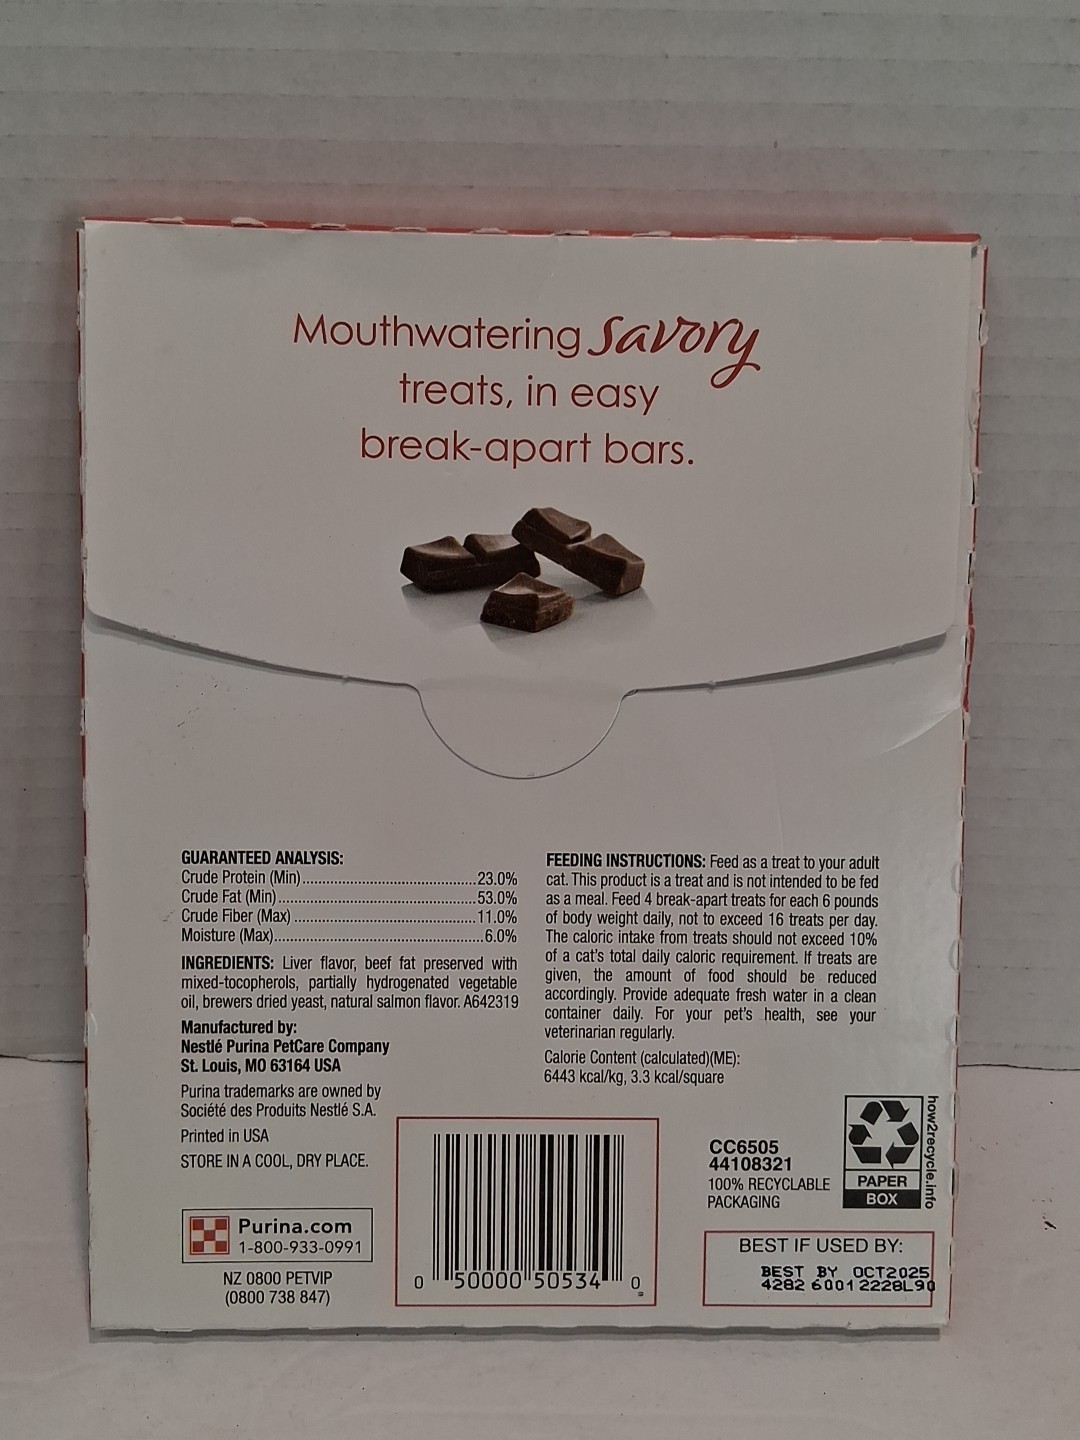 Mouthwatering savory
treats, in easy
break-apart bars.
GUARANTEED ANALYSIS:
Crude Protein (Min)..............................23.0%
Crude Fat (Min)..................................53.0%
Crude Fiber (Max)................................11.0%
Moisture (Max)...................................6.0%
INGREDIENTS: Liver flavor, beef fat preserved with
mixed-tocopherols, partially hydrogenated vegetable
oil, brewers dried yeast, natural salmon flavor. A642319
Manufactured by:
Nestlé Purina PetCare Company
St. Louis, MO 63164 USA
Purina trademarks are owned by
Société des Produits Nestlé S.A.
Printed in USA
STORE IN A COOL, DRY PLACE.
Purina.com
1-800-933-0991
NZ 0800 PETVIP
(0800 738 847)
FEEDING INSTRUCTIONS: Feed as a treat to your adult
cat. This product is a treat and is not intended to be fed
as a meal. Feed 4 break-apart treats for each 6 pounds
of body weight daily, not to exceed 16 treats per day.
The caloric intake from treats should not exceed 10%
of a cat's total daily caloric requirement. If treats are
given, the amount of food should be reduced
accordingly. Provide adequate fresh water in a clean
container daily. For your pet's health, see your
veterinarian regularly.
Calorie Content (calculated)(ME):
6443 kcal/kg, 3.3 kcal/square
0 50000 50534 0
CC6505
44108321
100% RECYCLABLE
PACKAGING
PAPER
BOX
how2recycle.info
BEST IF USED BY:
BEST BY OCT2025
4282 6001 2228L90